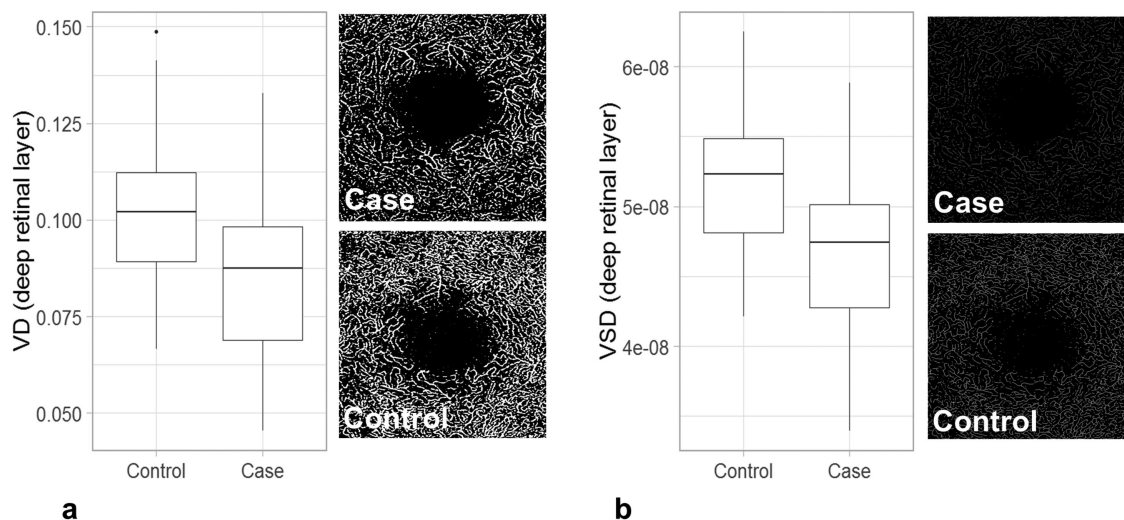 VD (deep retinal layer)
0.150
0.125
0.100
0.075
0.050
Control
Case
Case
Control
a
VSD (deep retinal layer)
6e-08
5e-08
4e-08
Control
Case
Case
Control
b